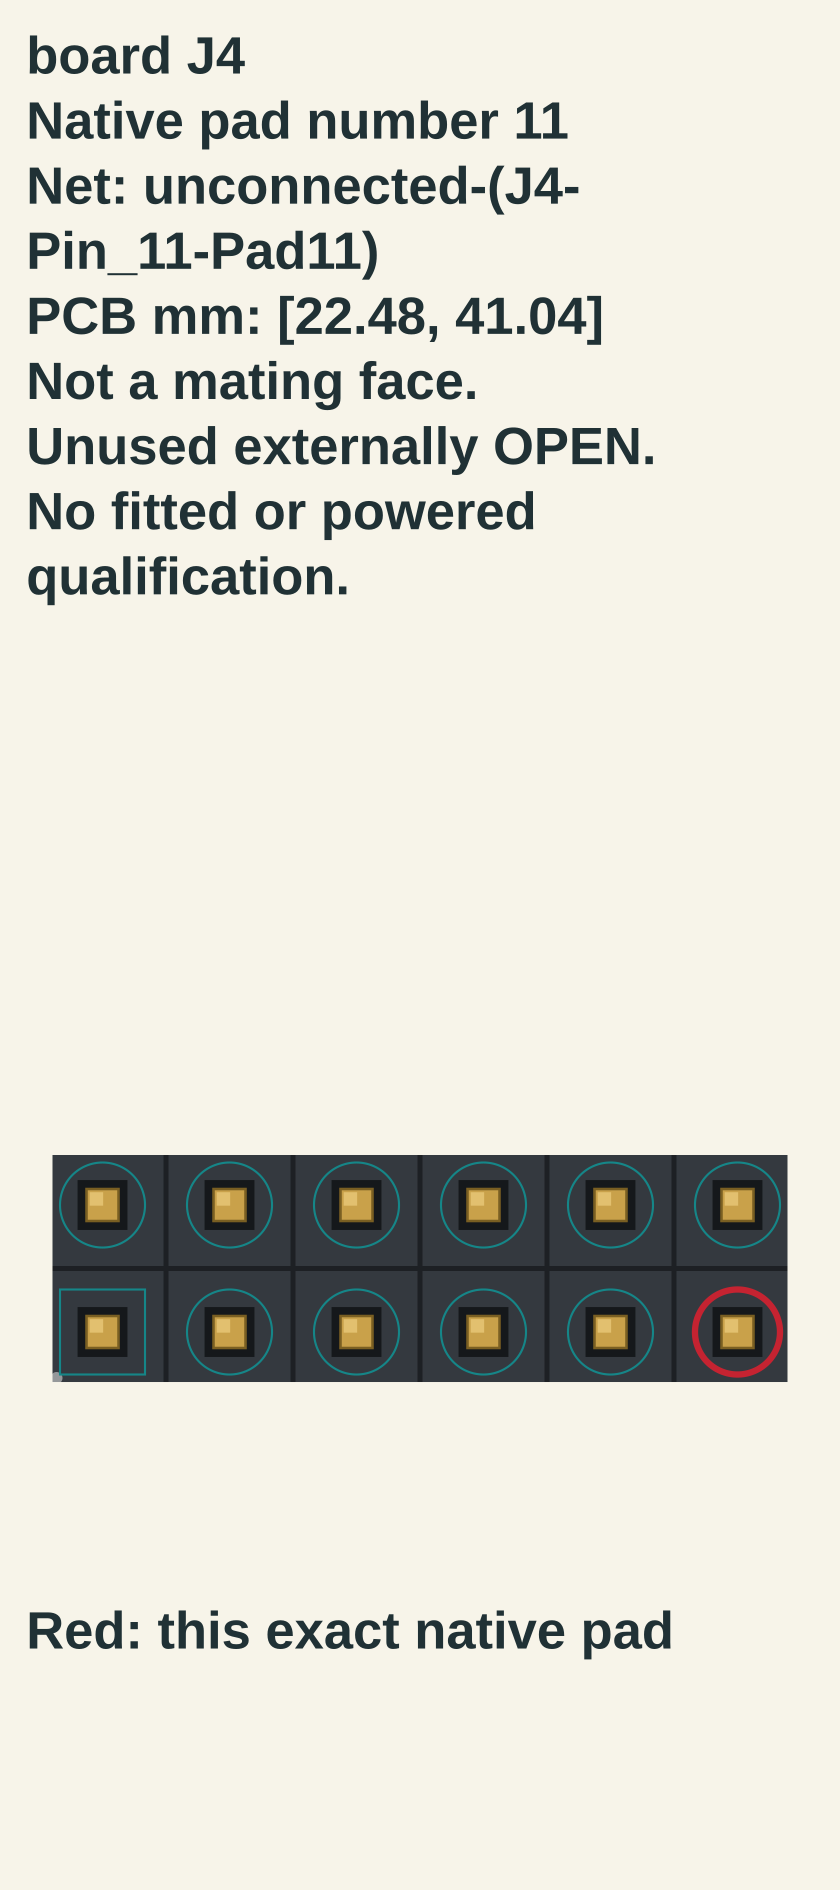 board J4
Native pad number 11
Net: unconnected-(J4-
Pin_11-Pad11)
PCB mm: [22.48, 41.04]
Not a mating face.
Unused externally OPEN.
No fitted or powered
qualification.
Red: this exact native pad